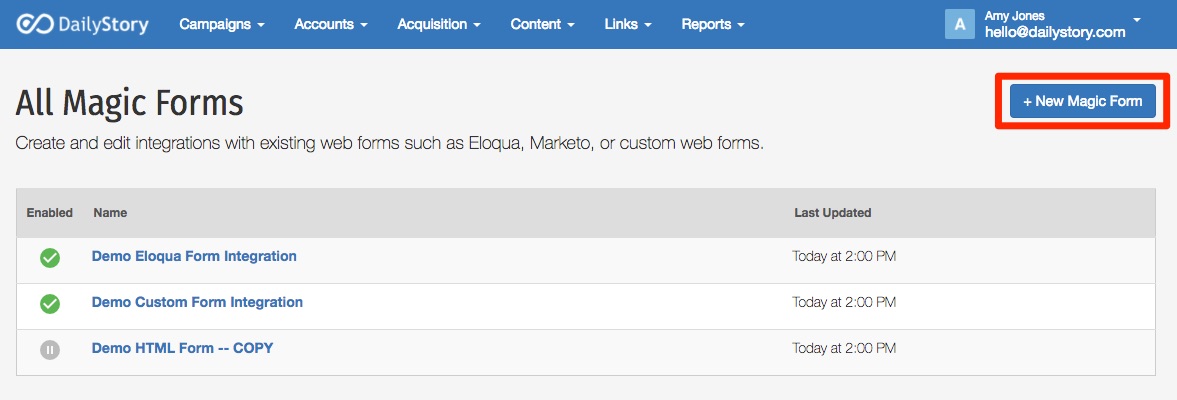 DailyStory Campaigns Accounts Acquisition Content Links Reports A Amy Jones
hello@dailystory.com
All Magic Forms
+ New Magic Form
Create and edit integrations with existing web forms such as Eloqua, Marketo, or custom web forms.
Enabled Name Last Updated
Demo Eloqua Form Integration Today at 2:00 PM
Demo Custom Form Integration Today at 2:00 PM
Demo HTML Form -- COPY Today at 2:00 PM